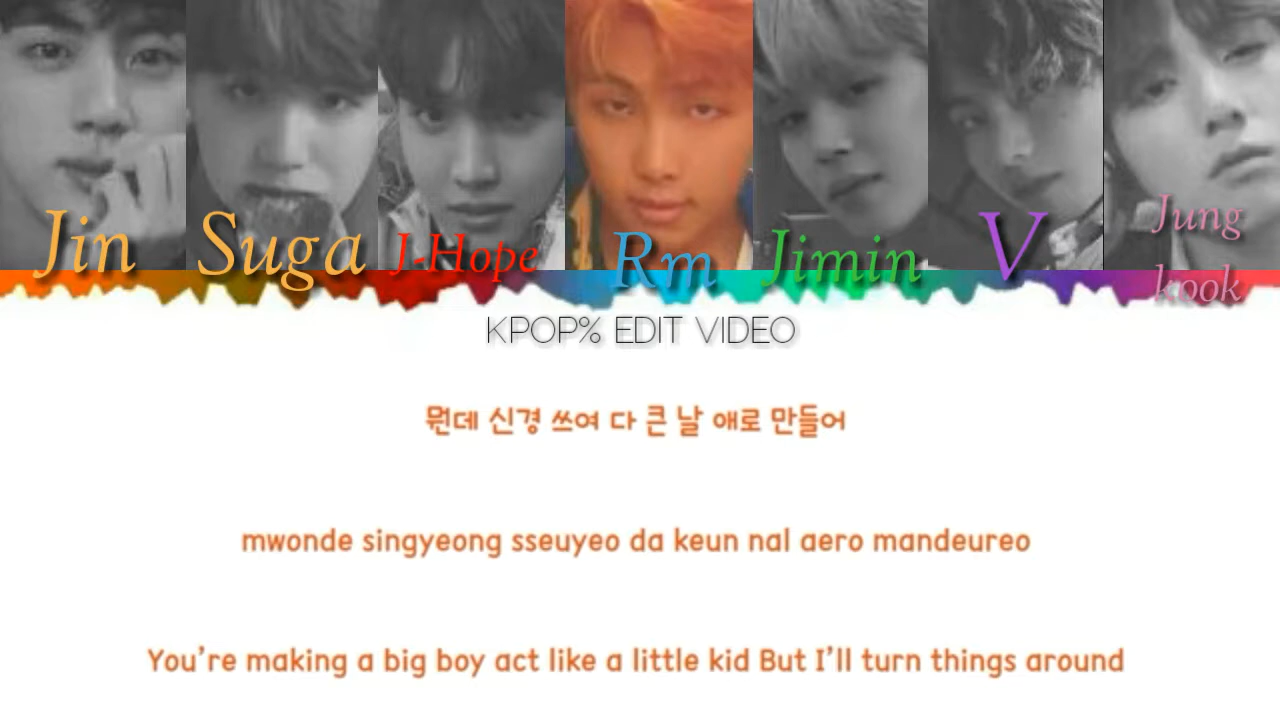 Jin Suga J-Hope Rm Jimin V Jung
kook
KPOP% EDIT VIDEO
뭔데 신경 쓰여 다 큰 날 애로 만들어
mwonde singyeong sseuyeo da keun nal aero mandeureo
You're making a big boy act like a little kid But I'll turn things around